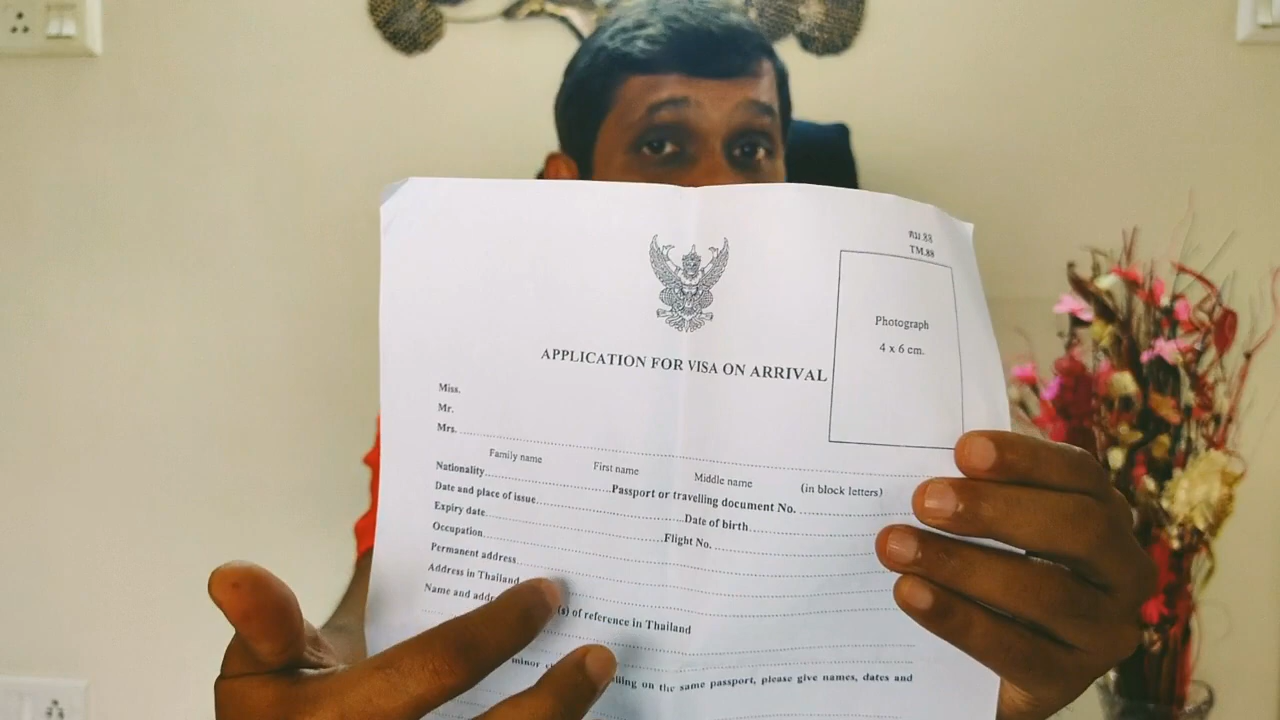 ตม.88
TM.88
Photograph
4 x 6 cm.
APPLICATION FOR VISA ON ARRIVAL
Miss.
Mr.
Mrs.
Family name First name Middle name (in block letters)
Nationality Passport or travelling document No.
Date and place of issue Date of birth
Expiry date Flight No.
Occupation
Permanent address
Address in Thailand
Name and (s) of reference in Thailand
minor on the same passport, please give names, dates and